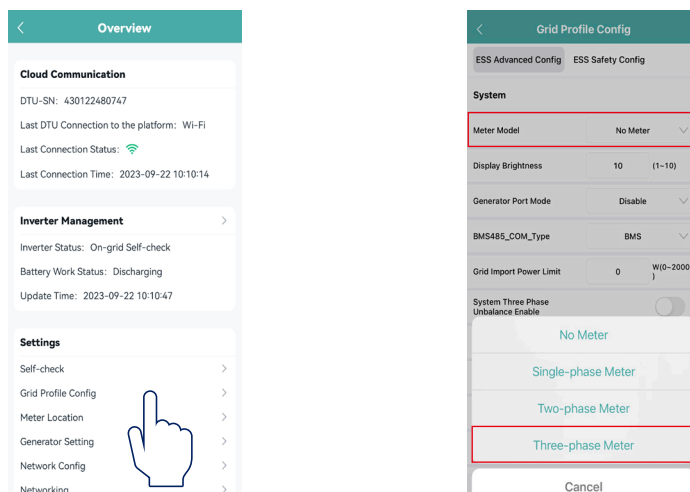 Overview
Cloud Communication
DTU-SN: 430122480747
Last DTU Connection to the platform: Wi-Fi
Last Connection Status:
Last Connection Time: 2023-09-22 10:10:14
Inverter Management
Inverter Status: On-grid Self-check
Battery Work Status: Discharging
Update Time: 2023-09-22 10:10:47
Settings
Self-check
Grid Profile Config
Meter Location
Generator Setting
Network Config
Networking
Grid Profile Config
ESS Advanced Config ESS Safety Config
System
Meter Model No Meter
Display Brightness 10 (1~10)
Generator Port Mode Disable
BMS485_COM_Type BMS
Grid Import Power Limit 0 W(0~2000
)
System Three Phase
Unbalance Enable
No Meter
Single-phase Meter
Two-phase Meter
Three-phase Meter
Cancel